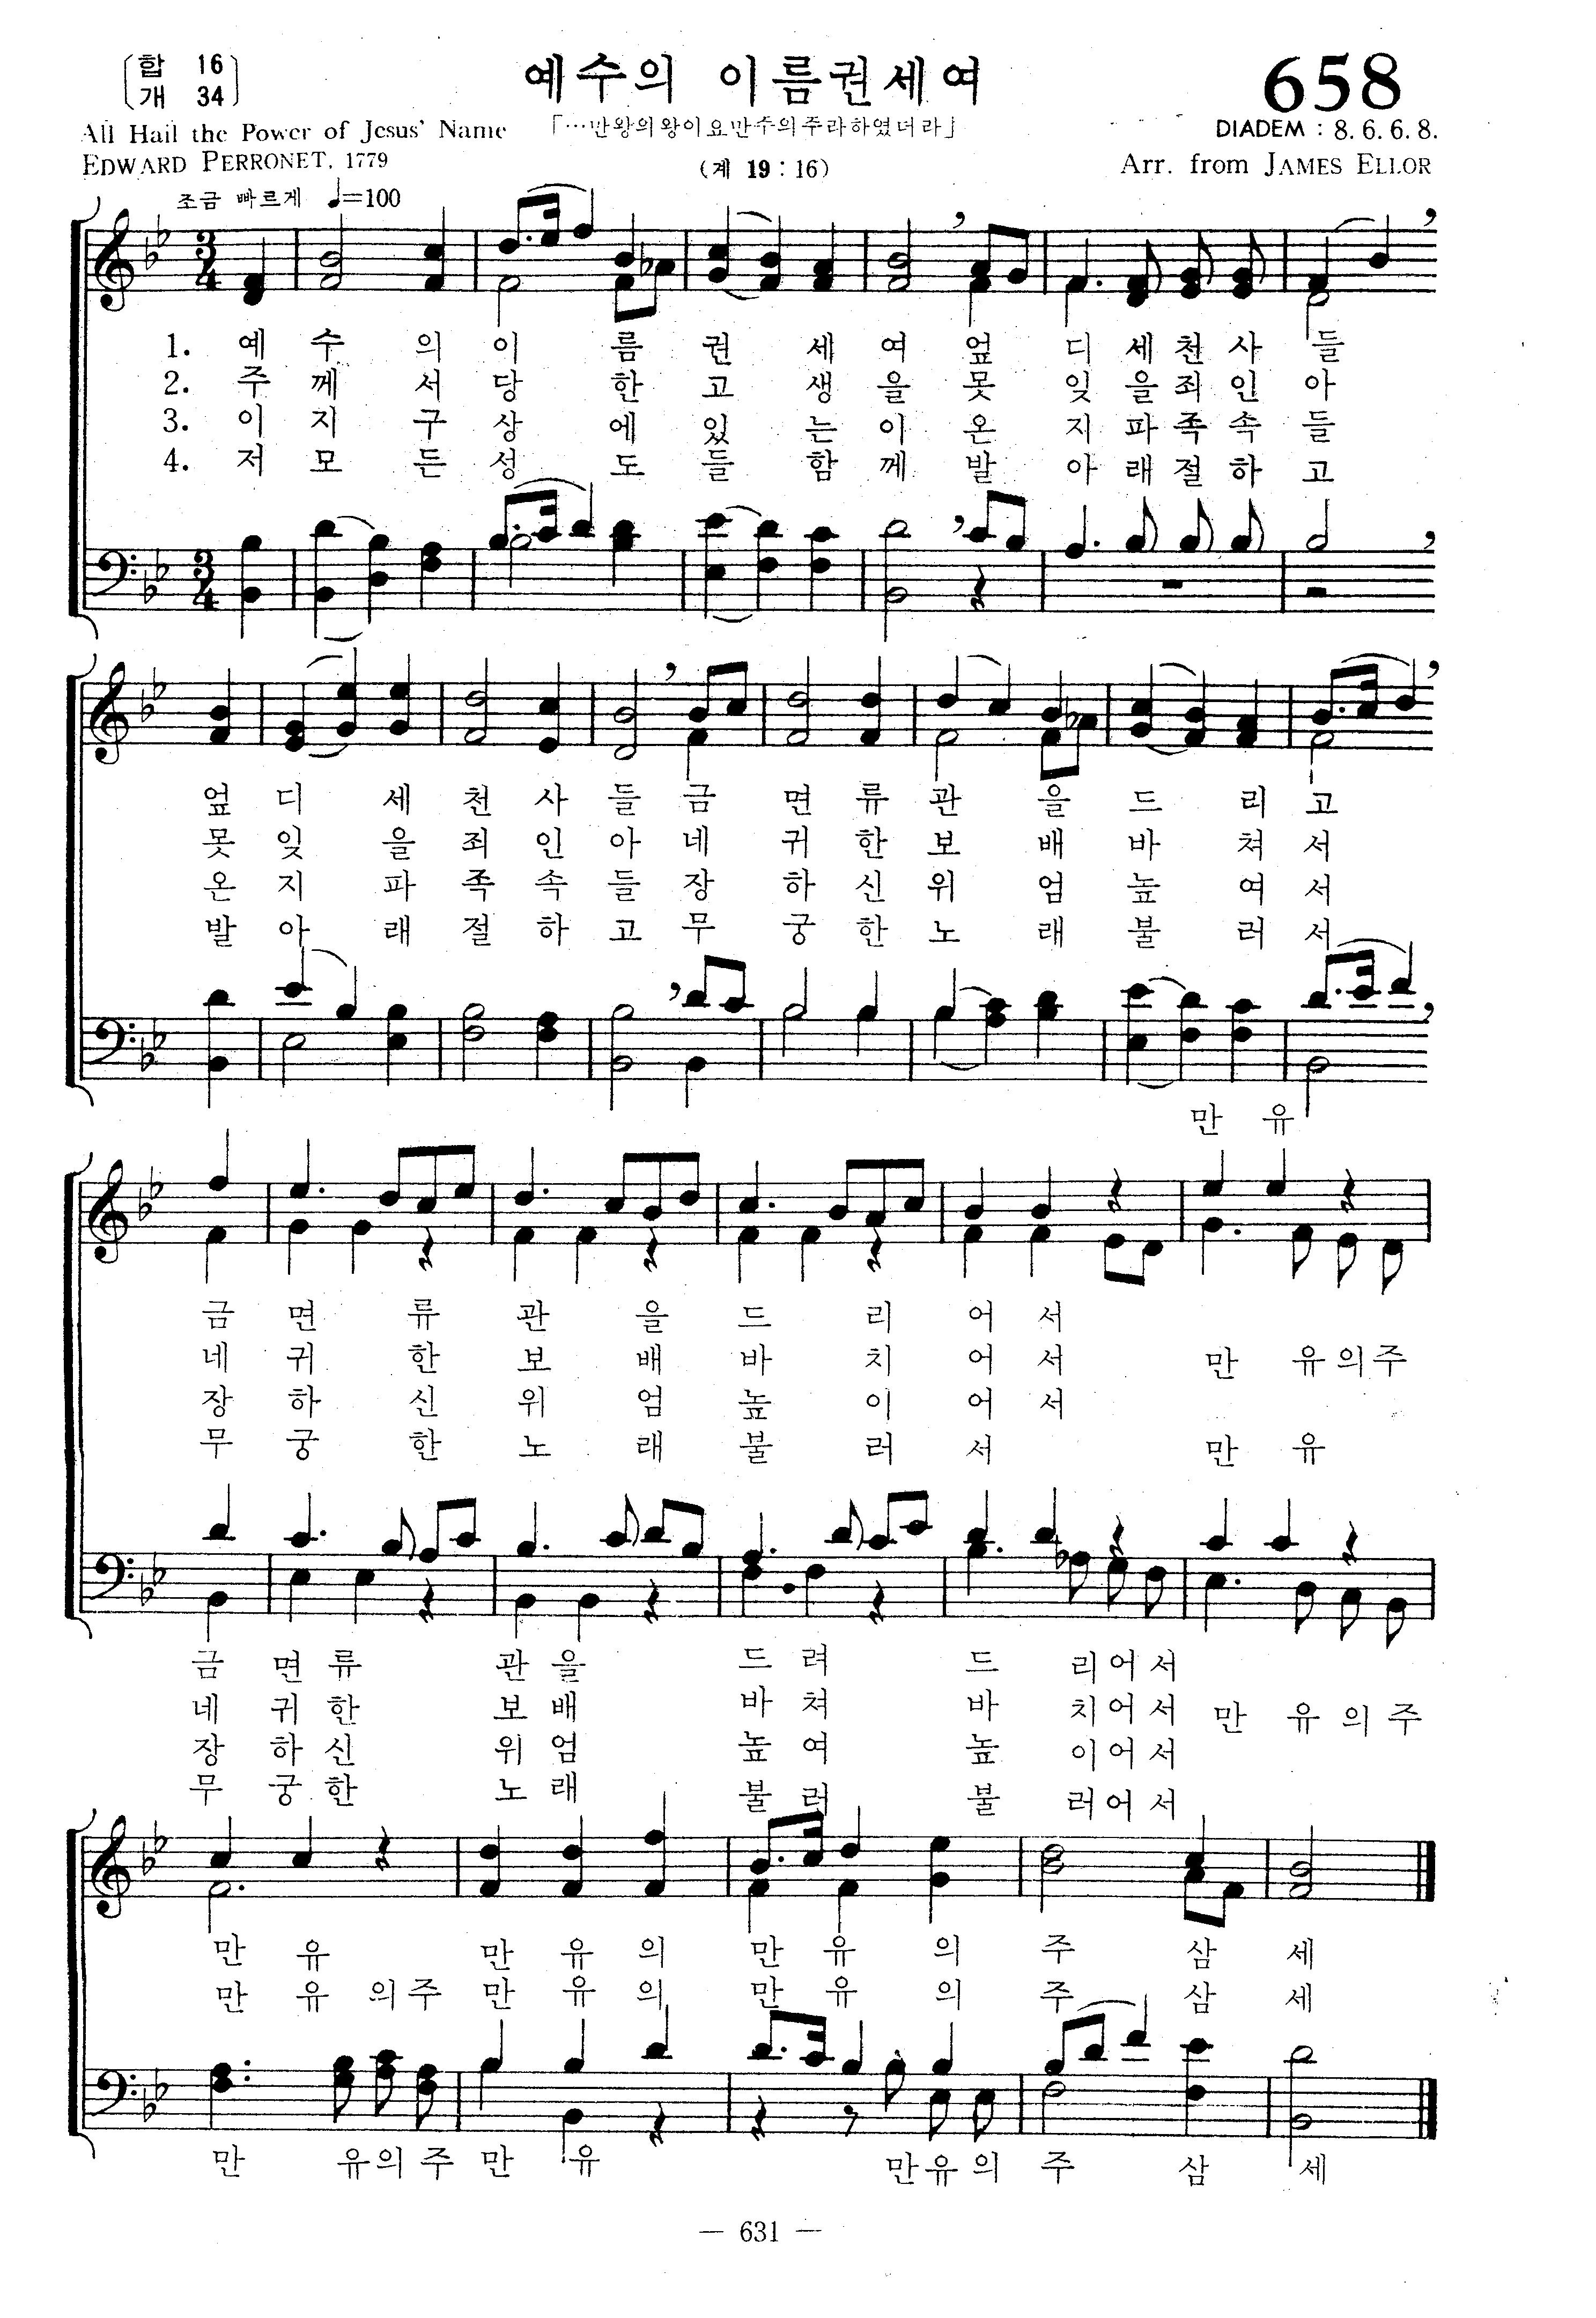 합 16
개 34
예수의 이름권세여
658
All Hail the Power of Jesus' Name
「…만왕의왕이요만주의주라하였더라」
DIADEM : 8. 6. 6. 8.
EDWARD PERRONET, 1779
(계 19 : 16)
Arr. from JAMES ELLOR
조금 빠르게 ♩=100
3
4
1. 예 수 의 이 름 권 세 여 엎 디 세 천 사 들
2. 주 께 서 당 한 고 생 을 못 잊 을 죄 인 아
3. 이 지 구 상 에 있 는 이 온 지 파 족 속 들
4. 저 모 든 성 도 들 함 께 발 아 래 절 하 고
3
4
엎 디 세 천 사 들 금 면 류 관 을 드 리 고
못 잊 을 죄 인 아 네 귀 한 보 배 바 쳐 서
온 지 파 족 속 들 장 하 신 위 엄 높 여 서
발 아 래 절 하 고 무 궁 한 노 래 불 러 서
만 유
금 면 류 관 을 드 리 어 서
네 귀 한 보 배 바 치 어 서 만 유 의 주
장 하 신 위 엄 높 이 어 서
무 궁 한 노 래 불 러 서 만 유
금 면 류 관 을 드 려 드 리 어 서
네 귀 한 보 배 바 쳐 바 치 어 서 만 유 의 주
장 하 신 위 엄 높 여 높 이 어 서
무 궁 한 노 래 불 러 불 러 어 서
만 유 만 유 의 만 유 의 주 삼 세
만 유 의 주 만 유 의 만 유 의 주 삼 세
만 유 의 주 만 유 만 유 의 주 삼 세
— 631 —